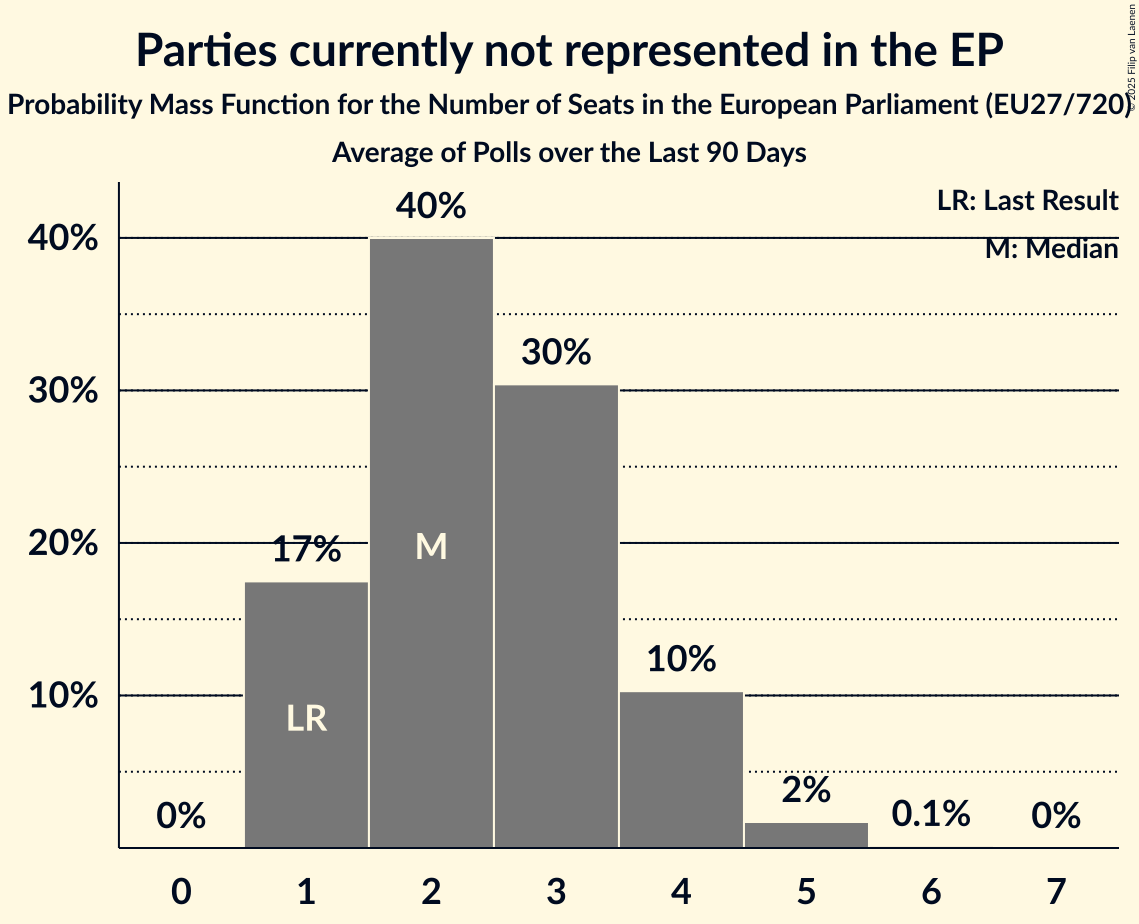 Parties currently not represented in the EP
Probability Mass Function for the Number of Seats in the European Parliament (EU27/720)
Average of Polls over the Last 90 Days
© 2025 Filip van Laenen
LR: Last Result
M: Median
40%
30%
20%
10%
0%
17%
40%
30%
10%
2%
0.1%
0%
LR
M
0 1 2 3 4 5 6 7